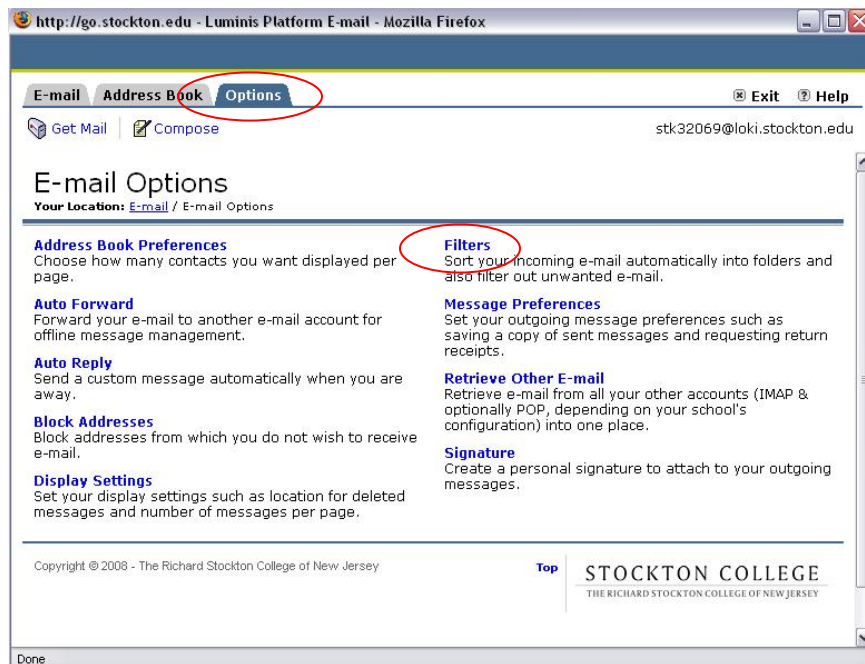 http://go.stockton.edu - Luminis Platform E-mail - Mozilla Firefox
E-mail Address Book Options Exit Help
Get Mail Compose stk32069@loki.stockton.edu
E-mail Options
Your Location: E-mail / E-mail Options
Address Book Preferences
Choose how many contacts you want displayed per
page.
Auto Forward
Forward your e-mail to another e-mail account for
offline message management.
Auto Reply
Send a custom message automatically when you are
away.
Block Addresses
Block addresses from which you do not wish to receive
e-mail.
Display Settings
Set your display settings such as location for deleted
messages and number of messages per page.
Filters
Sort your incoming e-mail automatically into folders and
also filter out unwanted e-mail.
Message Preferences
Set your outgoing message preferences such as
saving a copy of sent messages and requesting return
receipts.
Retrieve Other E-mail
Retrieve e-mail from all your other accounts (IMAP &
optionally POP, depending on your school's
configuration) into one place.
Signature
Create a personal signature to attach to your outgoing
messages.
Copyright © 2008 - The Richard Stockton College of New Jersey
Top
STOCKTON COLLEGE
THE RICHARD STOCKTON COLLEGE OF NEW JERSEY
Done